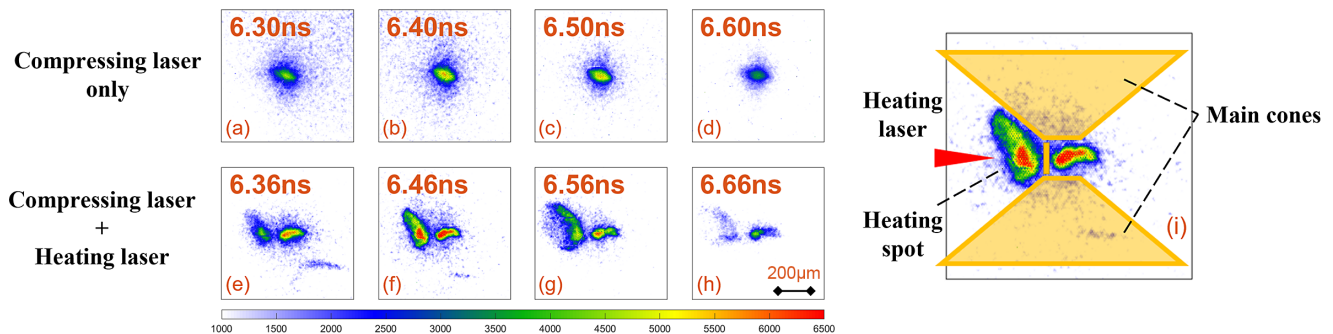 Compressing laser
only
6.30ns
(a)
6.40ns
(b)
6.50ns
(c)
6.60ns
(d)
Compressing laser
+
Heating laser
6.36ns
(e)
6.46ns
(f)
6.56ns
(g)
6.66ns
(h)
200μm
1000 1500 2000 2500 3000 3500 4000 4500 5000 5500 6000 6500
Heating
laser
Heating
spot
Main cones
(i)